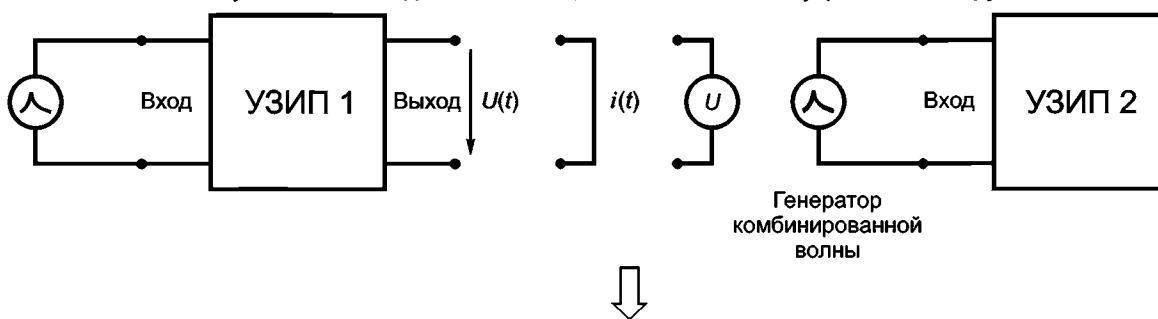 Вход
УЗИП 1
Выход
U(t)
i(t)
U
Вход
УЗИП 2
Генератор
комбинированной
волны